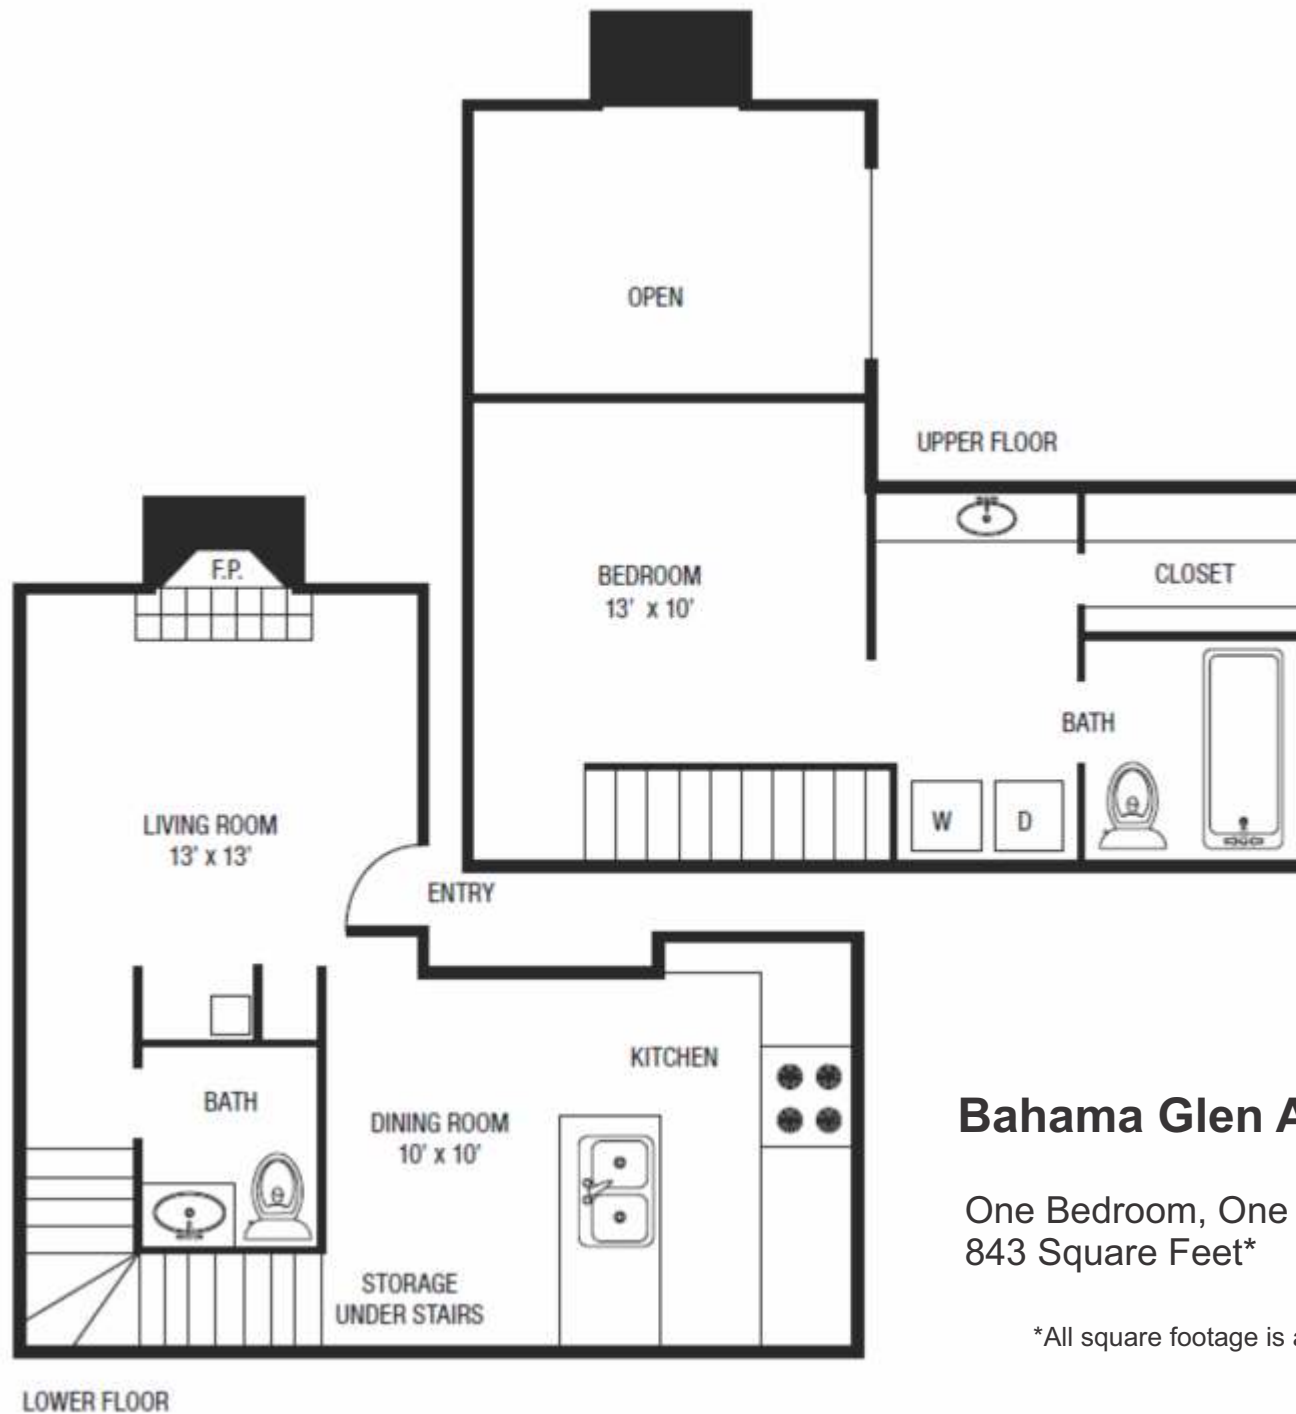 OPEN
UPPER FLOOR
BEDROOM
13' x 10'
CLOSET
BATH
W
D
F.P.
LIVING ROOM
13' x 13'
ENTRY
BATH
KITCHEN
DINING ROOM
10' x 10'
STORAGE
UNDER STAIRS
LOWER FLOOR
Bahama Glen A
One Bedroom, One
843 Square Feet*
*All square footage is a